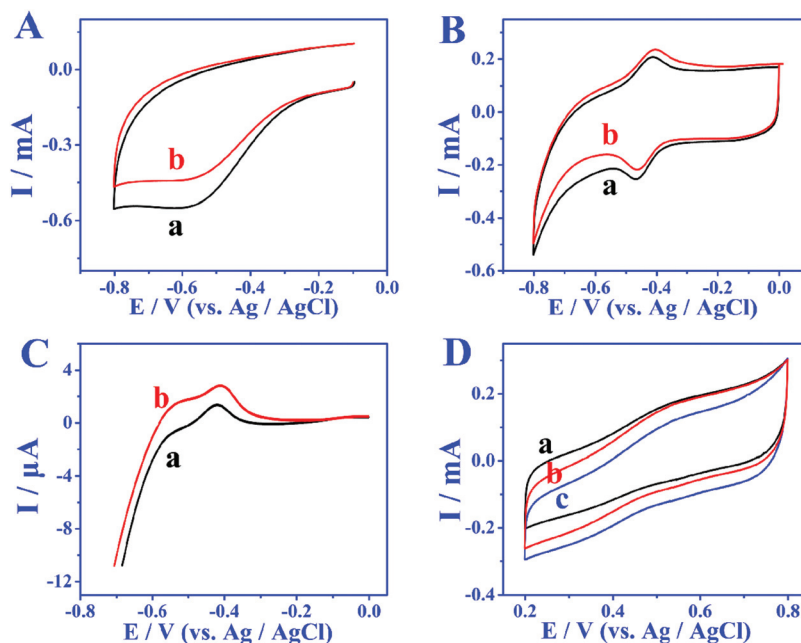 A
I / mA
0.0
-0.3
-0.6
b
a
-0.8 -0.6 -0.4 -0.2 0.0
E / V (vs. Ag / AgCl)
B
I / mA
0.2
0.0
-0.2
-0.4
-0.6
b
a
-0.8 -0.6 -0.4 -0.2 0.0
E / V (vs. Ag / AgCl)
C
I / µA
4
0
-4
-8
-12
b
a
-0.8 -0.6 -0.4 -0.2 0.0
E / V (vs. Ag / AgCl)
D
I / mA
0.2
0.0
-0.2
-0.4
a
b
c
0.2 0.4 0.6 0.8
E / V (vs. Ag / AgCl)